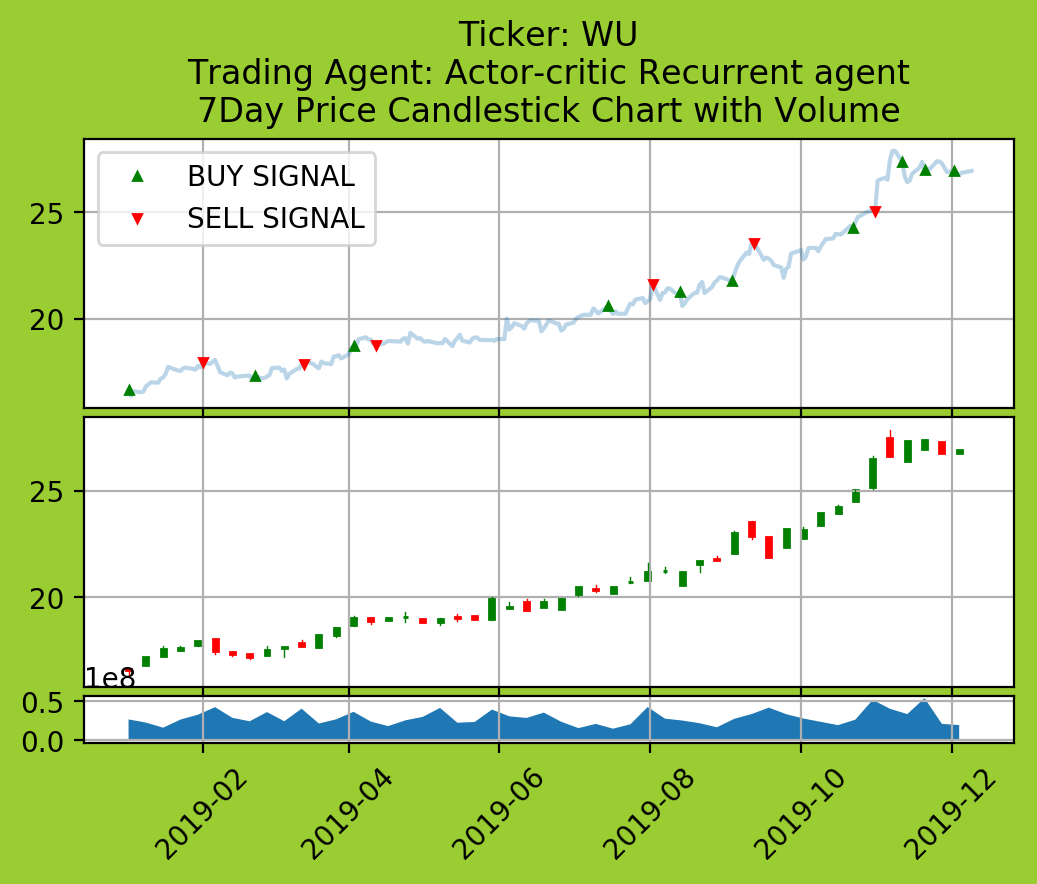 Ticker: WU
Trading Agent: Actor-critic Recurrent agent
7Day Price Candlestick Chart with Volume
BUY SIGNAL
SELL SIGNAL
25
20
25
20
1e8
0.5
0.0
2019-02
2019-04
2019-06
2019-08
2019-10
2019-12